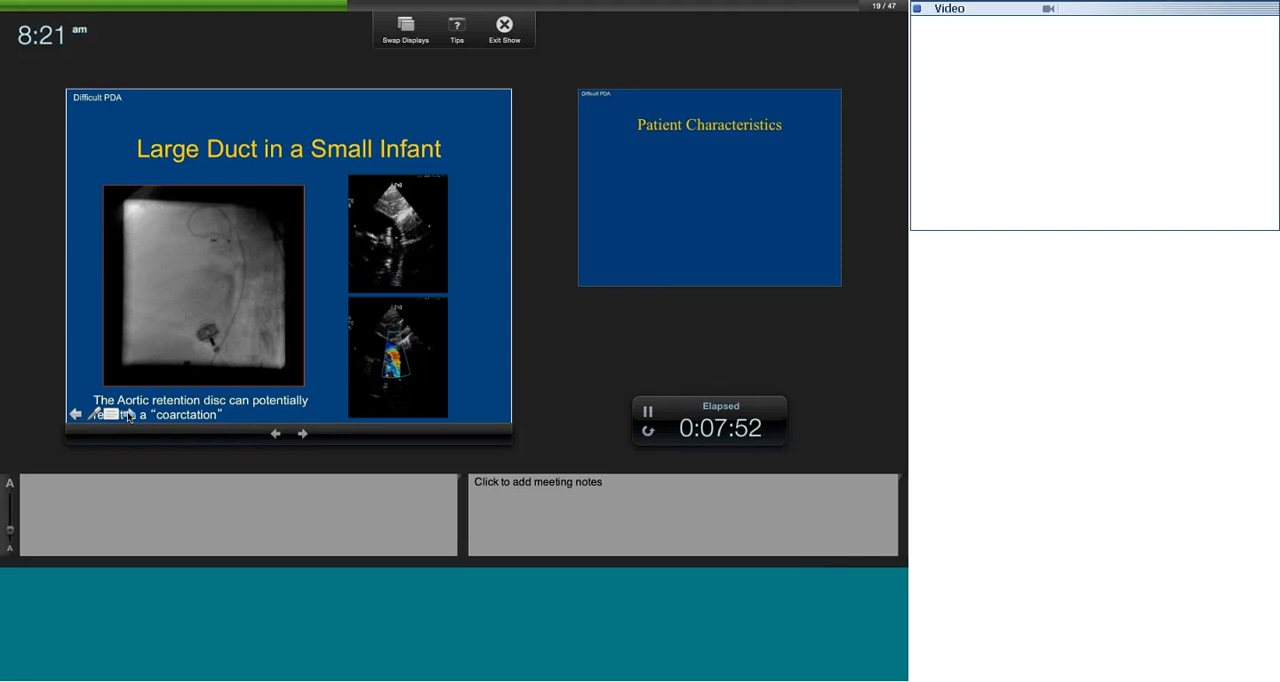 19 / 47
Video
8:21 am
Swap Displays
Tips
Exit Show
Difficult PDA
Large Duct in a Small Infant
The Aortic retention disc can potentially
a “coarctation”
Difficult PDA
Patient Characteristics
Elapsed
0:07:52
A
A
Click to add meeting notes